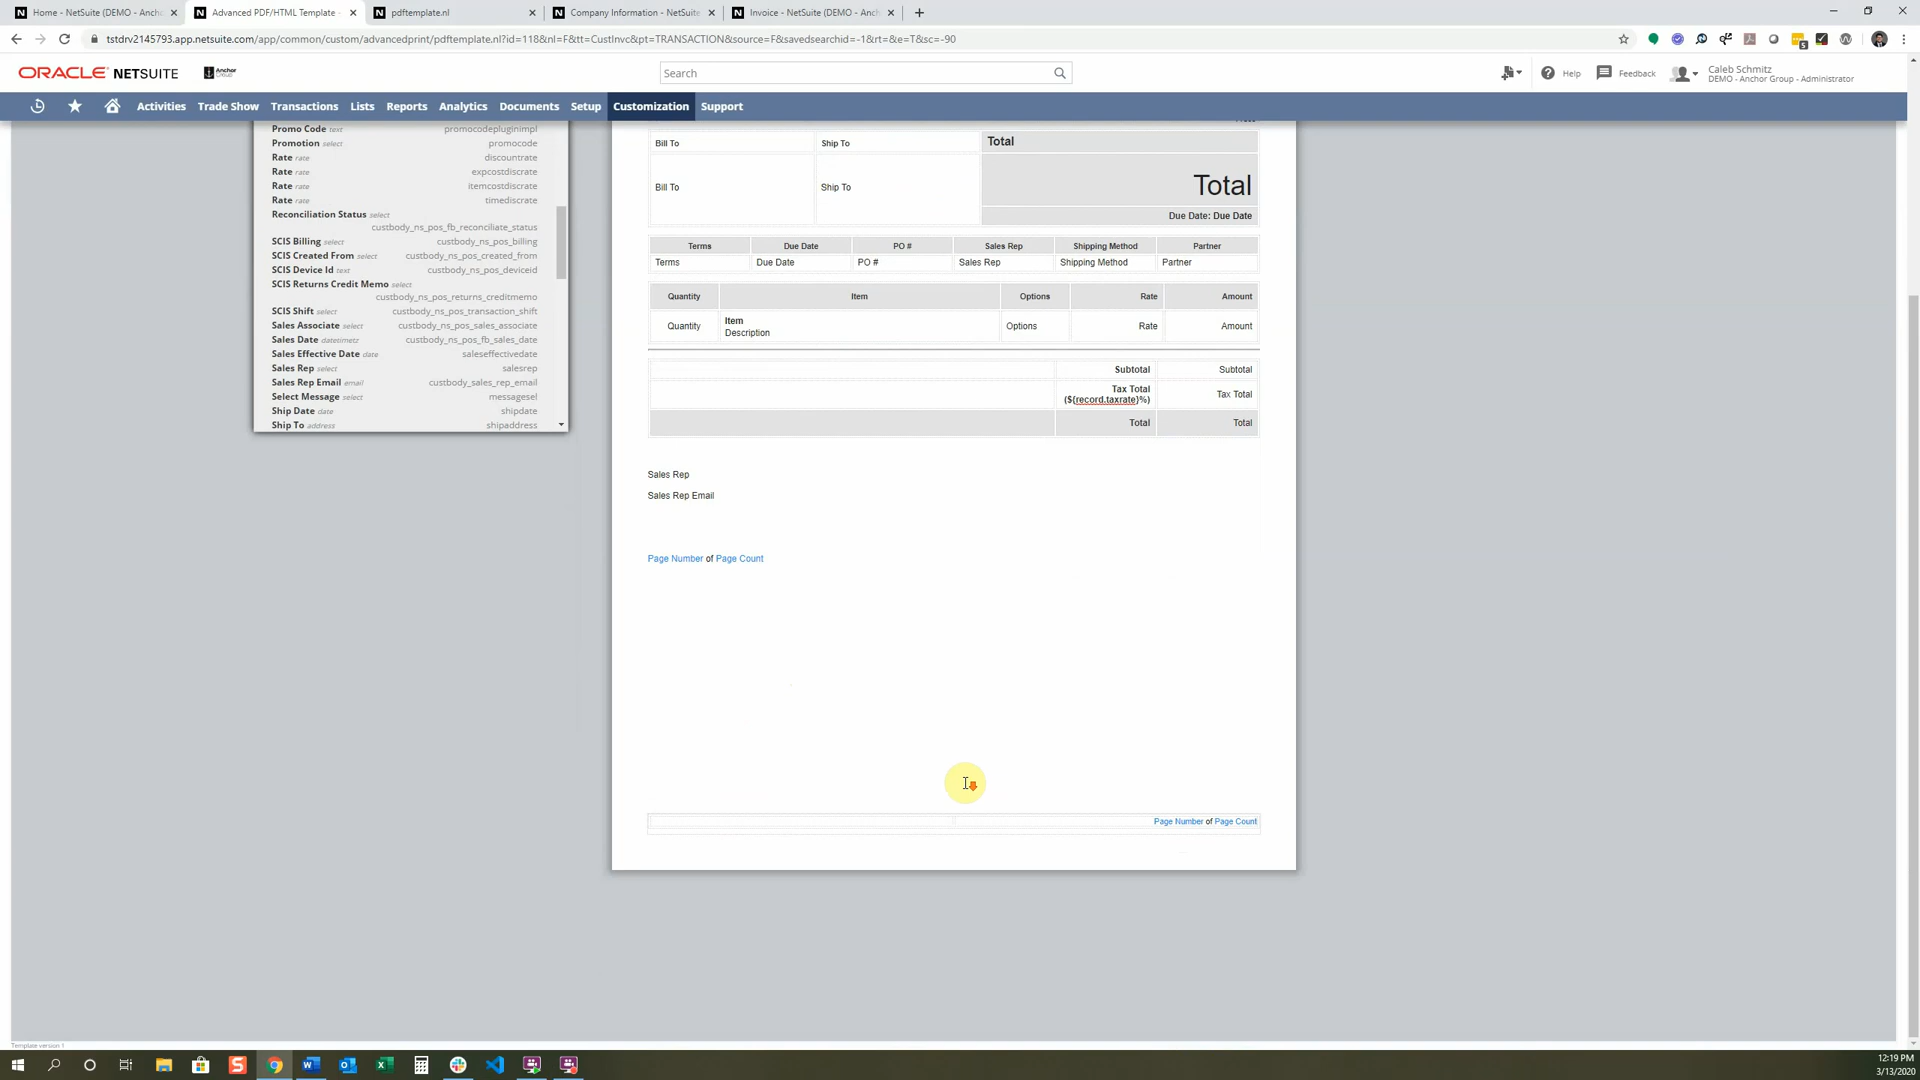 Home - NetSuite (DEMO - Ancho
Advanced PDF/HTML Template -
pdftemplate.nl
Company Information - NetSuite
Invoice - NetSuite (DEMO - Anch
tstdrv2145793.app.netsuite.com/app/common/custom/advancedprint/pdftemplate.nl?id=118&nl=F&tt=CustInvc&pt=TRANSACTION&source=F&savedsearchid=-1&rt=&e=T&sc=-90
ORACLE NETSUITE
Anchor
Search
Help
Feedback
Caleb Schmitz
DEMO - Anchor Group - Administrator
Activities Trade Show Transactions Lists Reports Analytics Documents Setup Customization Support
Promo Code text promocodepluginimpl
Promotion select promocode
Rate rate discountrate
Rate rate expcostdiscrate
Rate rate itemcostdiscrate
Rate rate timediscrate
Reconciliation Status select
custbody_ns_pos_fb_reconciliate_status
SCIS Billing select custbody_ns_pos_billing
SCIS Created From select custbody_ns_pos_created_from
SCIS Device Id text custbody_ns_pos_deviceid
SCIS Returns Credit Memo select
custbody_ns_pos_returns_creditmemo
SCIS Shift select custbody_ns_pos_transaction_shift
Sales Associate select custbody_ns_pos_sales_associate
Sales Date datetimetz custbody_ns_pos_fb_sales_date
Sales Effective Date date saleseffectivedate
Sales Rep select salesrep
Sales Rep Email email custbody_sales_rep_email
Select Message select messagesel
Ship Date date shipdate
Ship To address shipaddress
Bill To Ship To Total
Bill To Ship To Total
Due Date: Due Date
Terms Due Date PO # Sales Rep Shipping Method Partner
Terms Due Date PO # Sales Rep Shipping Method Partner
Quantity Item Options Rate Amount
Quantity Item Options Rate Amount
Description
Subtotal Subtotal
Tax Total
(${record.taxrate}%) Tax Total
Total Total
Sales Rep
Sales Rep Email
Page Number of Page Count
Page Number of Page Count
Template version 1
12:19 PM
3/13/2020